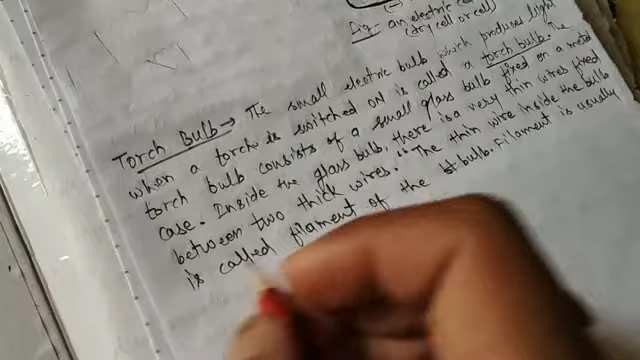 Fig: an electric cell
(dry cell or cell)
Torch Bulb → The small electric bulb which produces light
when a torch is switched ON is called a torch bulb. The
torch bulb consists of a small glass bulb fixed on a metal
case. Inside the glass bulb, there is a very thin wires fixed
between two thick wires. "The thin wire inside the bulb
is called filament of the bulb. Filament is usually